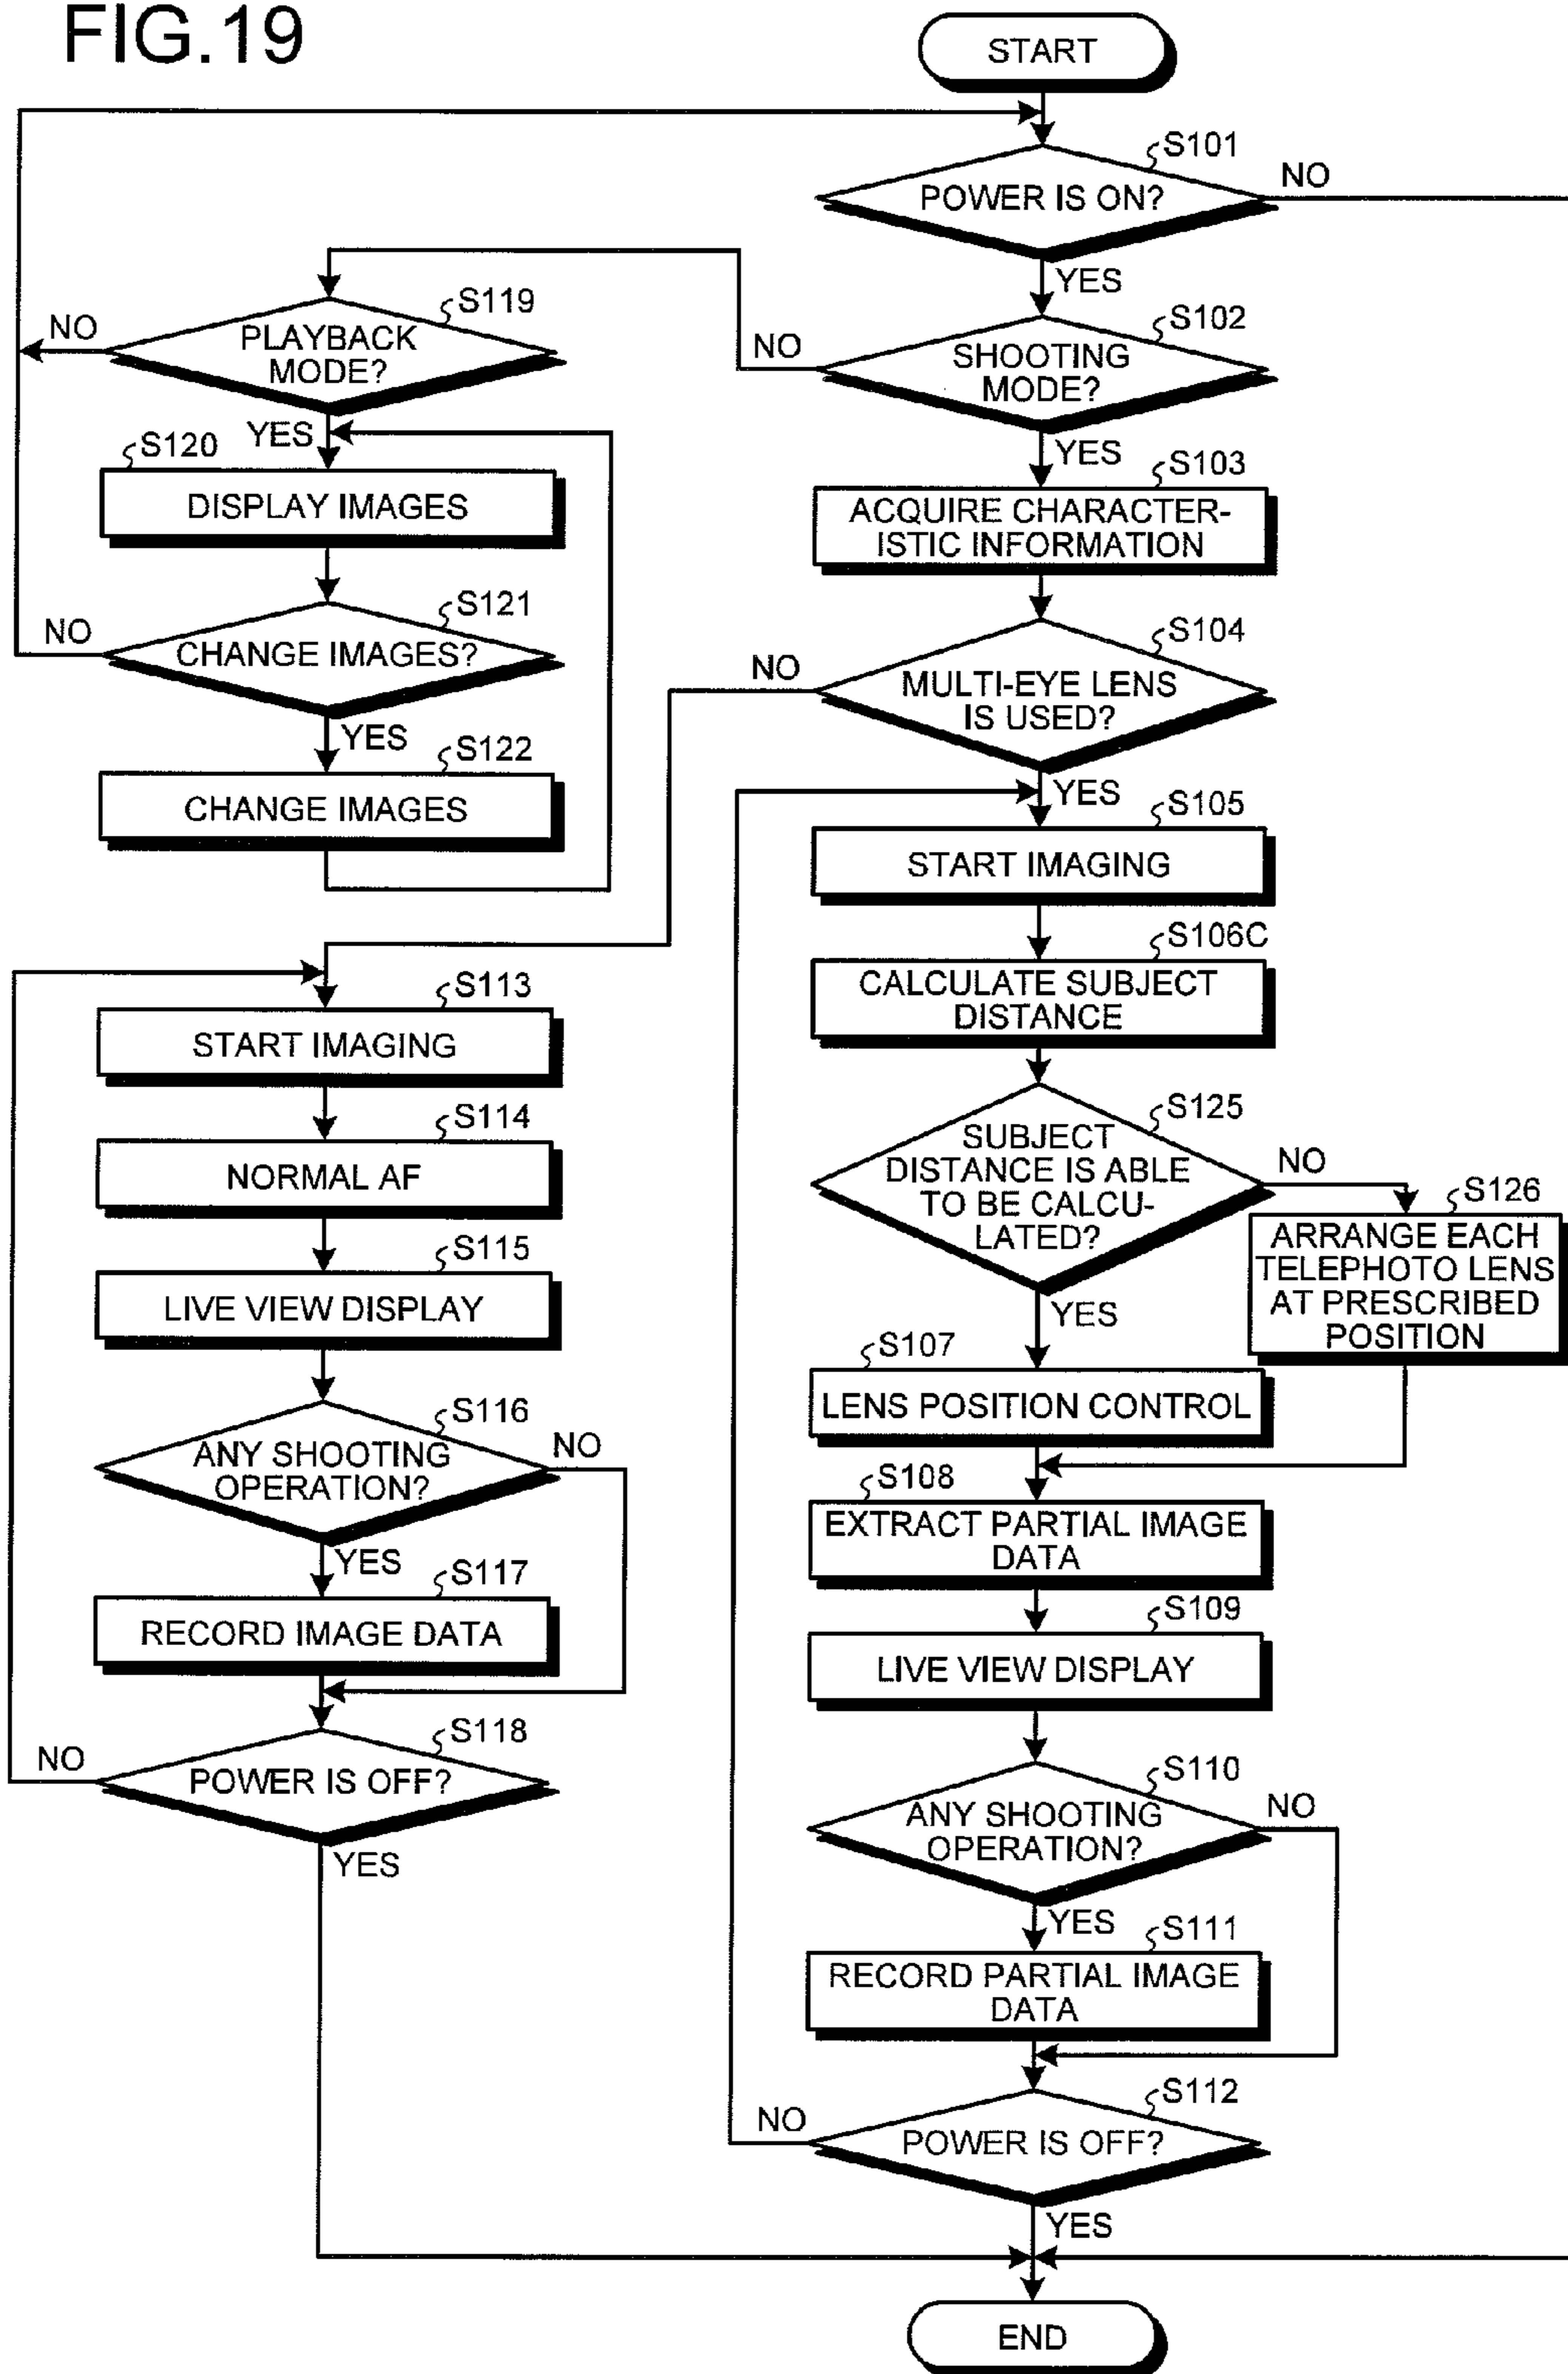 FIG.19
START
S101
POWER IS ON?
NO
YES
S102
SHOOTING
MODE?
NO
YES
S103
ACQUIRE CHARACTER-
ISTIC INFORMATION
S104
MULTI-EYE LENS
IS USED?
NO
YES
S105
START IMAGING
S106C
CALCULATE SUBJECT
DISTANCE
S125
SUBJECT
DISTANCE IS ABLE
TO BE CALCU-
LATED?
NO
YES
S126
ARRANGE EACH
TELEPHOTO LENS
AT PRESCRIBED
POSITION
S107
LENS POSITION CONTROL
S108
EXTRACT PARTIAL IMAGE
DATA
S109
LIVE VIEW DISPLAY
S110
ANY SHOOTING
OPERATION?
NO
YES
S111
RECORD PARTIAL IMAGE
DATA
S112
POWER IS OFF?
NO
YES
END
S119
PLAYBACK
MODE?
NO
YES
S120
DISPLAY IMAGES
S121
CHANGE IMAGES?
NO
YES
S122
CHANGE IMAGES
S113
START IMAGING
S114
NORMAL AF
S115
LIVE VIEW DISPLAY
S116
ANY SHOOTING
OPERATION?
NO
YES
S117
RECORD IMAGE DATA
S118
POWER IS OFF?
NO
YES